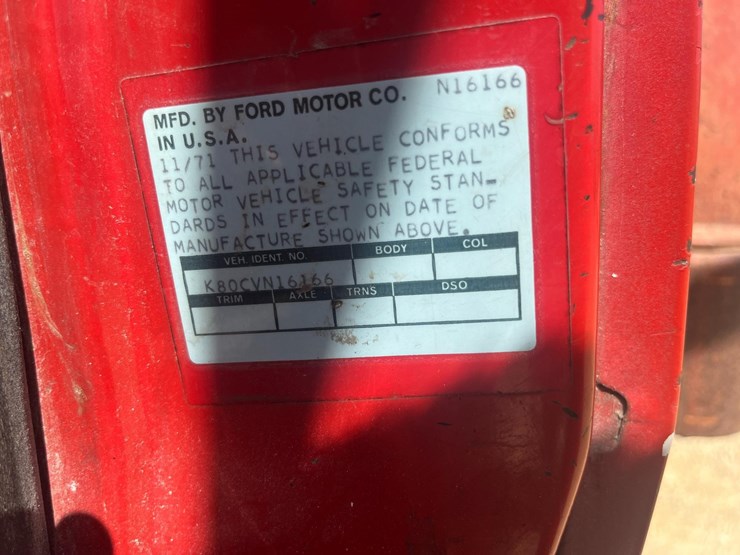 N16166
MFD. BY FORD MOTOR CO.
IN U.S.A.
11/71 THIS VEHICLE CONFORMS
TO ALL APPLICABLE FEDERAL
MOTOR VEHICLE SAFETY STAN-
DARDS IN EFFECT ON DATE OF
MANUFACTURE SHOWN ABOVE.
VEH. IDENT. NO. BODY COL
K80CVN16166
TRIM AXLE TRNS DSO